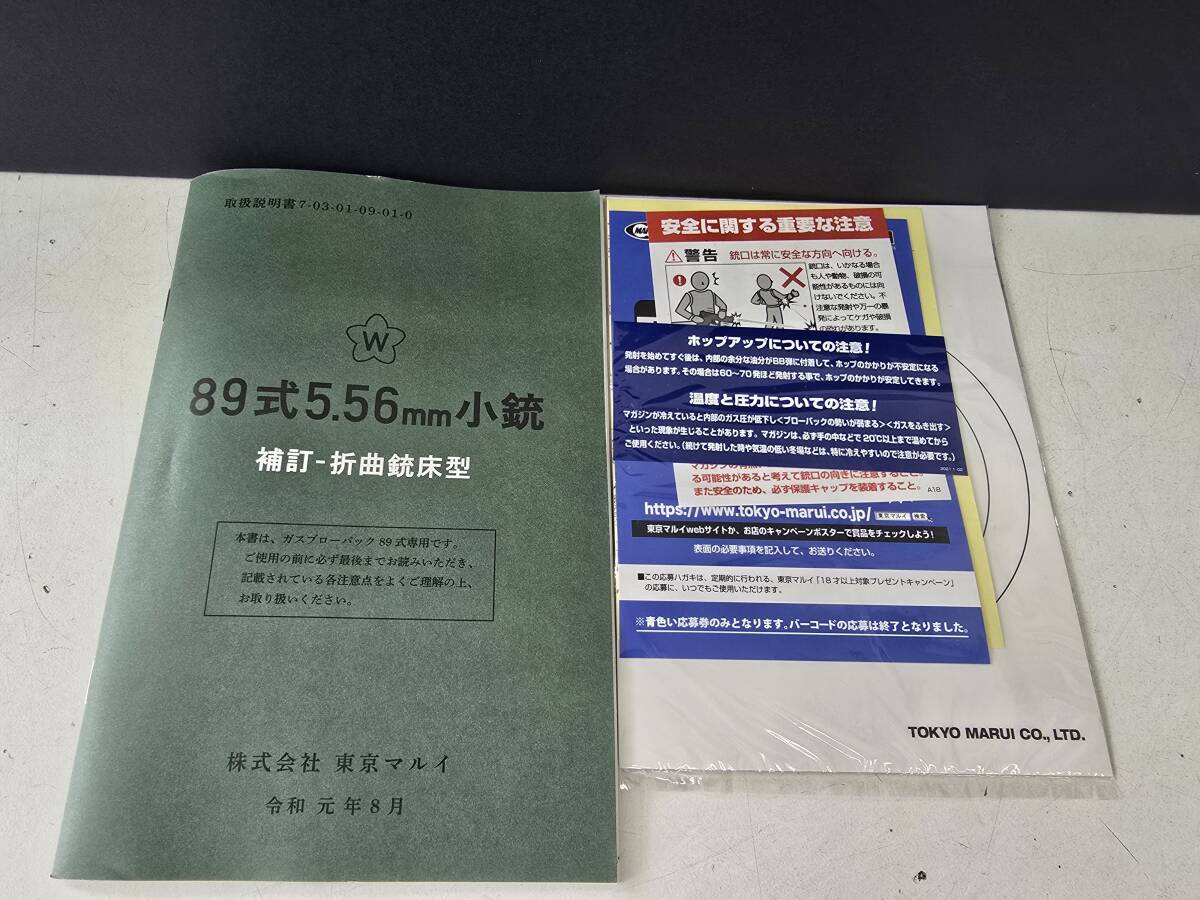 取扱説明書7-03-01-09-01-0
W
89式5.56mm小銃
補訂-折曲銃床型
本書は、ガスブローバック89式専用です。
ご使用の前に必ず最後までお読みいただき、
記載されている各注意点をよくご理解の上、
お取り扱いください。
株式会社 東京マルイ
令和 元年8月
安全に関する重要な注意
警告 銃口は常に安全な方向へ向ける。
銃口は、いかなる場合
も人や動物、破損の可
能性があるものには向
けないでください。不
注意な発射や万一の暴
発によってケガや破損
の恐れがあります。
ホップアップについての注意!
発射を始めてすぐ後は、内部の余分な油分がBB弾に付着して、ホップのかかりが不安定になる
場合があります。その場合は60～70発ほど発射する事で、ホップのかかりが安定してきます。
温度と圧力についての注意!
マガジンが冷えていると内部のガス圧が低下し<ブローバックの勢いが弱まる><ガスをふき出す>
といった現象が生じることがあります。マガジンは、必ず手の中などで20℃以上まで温めてから
ご使用ください。(続けて発射した時や気温の低い冬場などは、特に冷えやすいので注意が必要です。)
2021.1-02
る可能性があると考えて銃口の向きに注意すること。
また安全のため、必ず保護キャップを装着すること。 A1B
https://www.tokyo-marui.co.jp/ 東京マルイ 検索
東京マルイwebサイトか、お店のキャンペーンポスターで賞品をチェックしよう!
表面の必要事項を記入して、お送りください。
■この応募ハガキは、定期的に行われる、東京マルイ「18才以上対象プレゼントキャンペーン」
の応募に、いつでもご使用いただけます。
※青色い応募券のみとなります。バーコードの応募は終了となりました。
TOKYO MARUI CO., LTD.